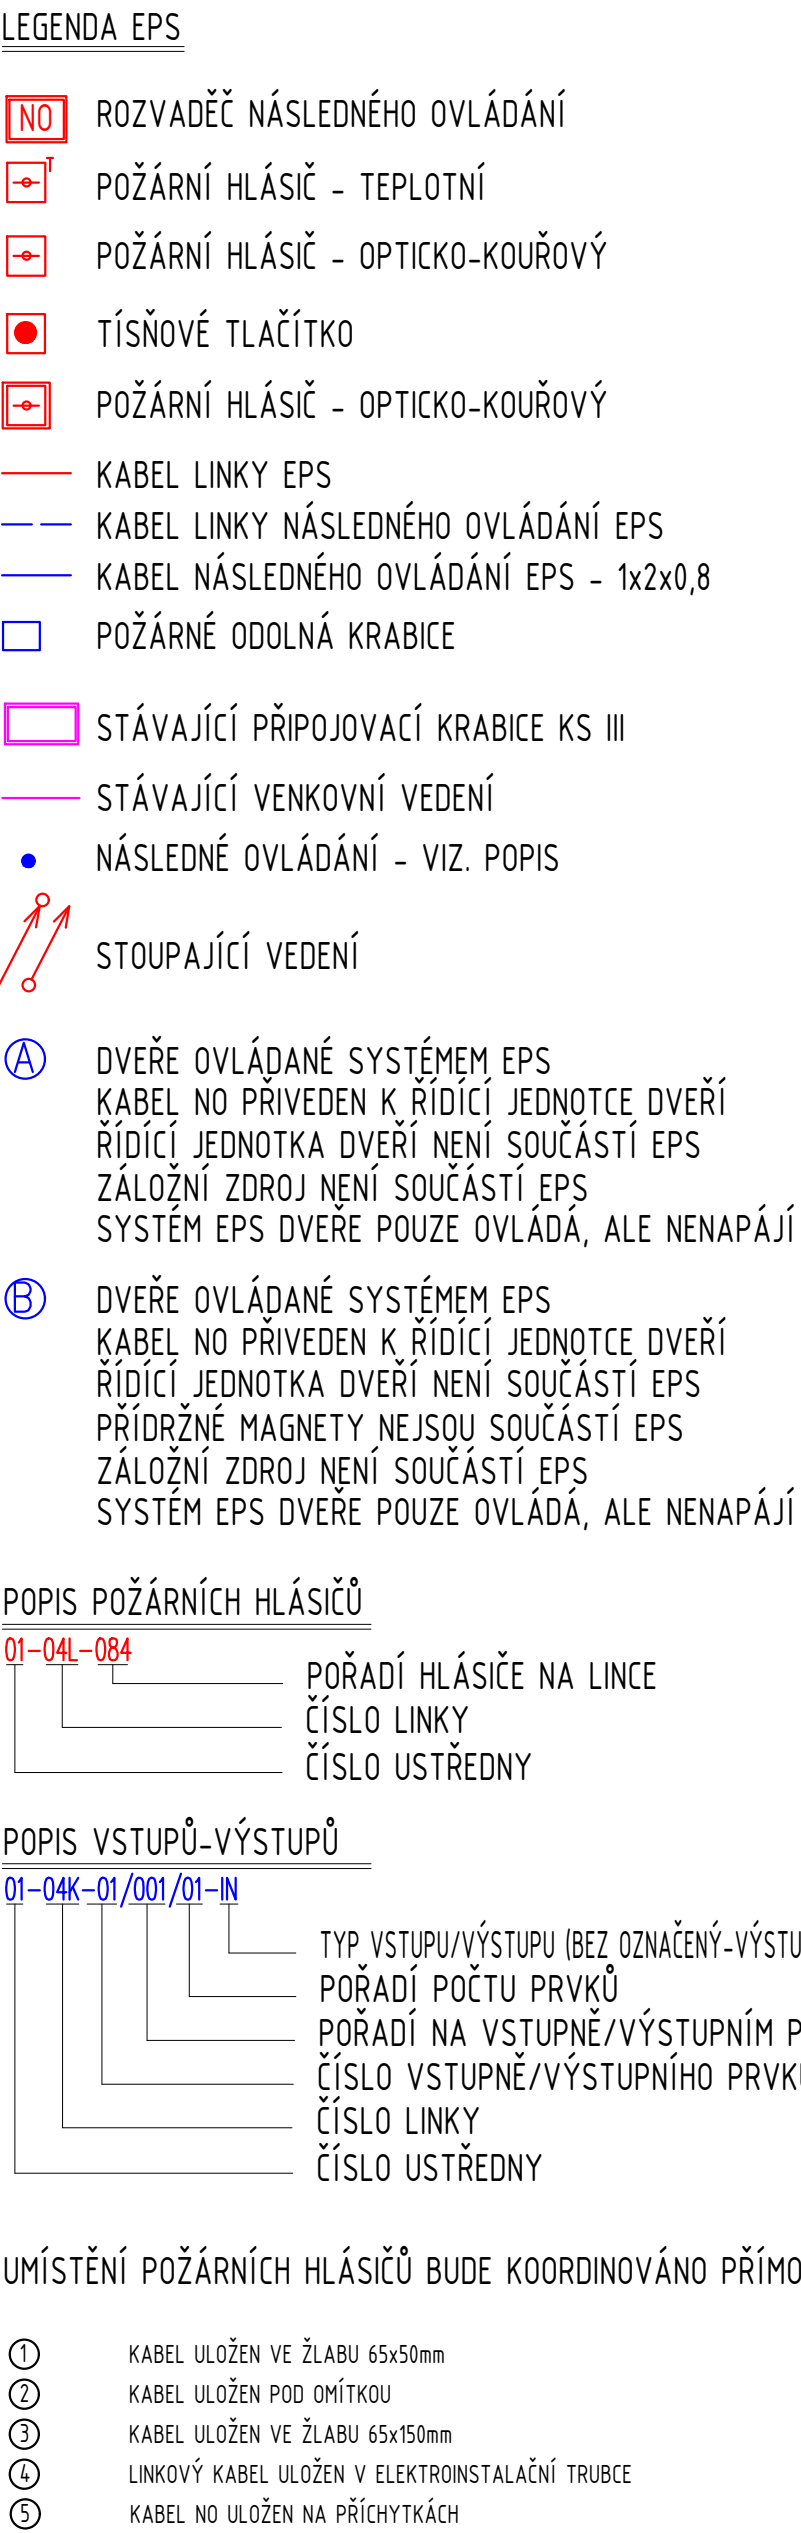 LEGENDA EPS
NO ROZVADĚČ NÁSLEDNÉHO OVLÁDÁNÍ
T
POŽÁRNÍ HLÁSIČ - TEPLOTNÍ
POŽÁRNÍ HLÁSIČ - OPTICKO-KOUŘOVÝ
TÍSŇOVÉ TLAČÍTKO
POŽÁRNÍ HLÁSIČ - OPTICKO-KOUŘOVÝ
KABEL LINKY EPS
KABEL LINKY NÁSLEDNÉHO OVLÁDÁNÍ EPS
KABEL NÁSLEDNÉHO OVLÁDÁNÍ EPS - 1x2x0,8
POŽÁRNÉ ODOLNÁ KRABICE
STÁVAJÍCÍ PŘIPOJOVACÍ KRABICE KS III
STÁVAJÍCÍ VENKOVNÍ VEDENÍ
NÁSLEDNÉ OVLÁDÁNÍ - VIZ. POPIS
STOUPAJÍCÍ VEDENÍ
A DVEŘE OVLÁDANÉ SYSTÉMEM EPS
KABEL NO PŘIVEDEN K ŘÍDÍCÍ JEDNOTCE DVEŘÍ
ŘÍDÍCÍ JEDNOTKA DVEŘÍ NENÍ SOUČÁSTÍ EPS
ZÁLOŽNÍ ZDROJ NENÍ SOUČÁSTÍ EPS
SYSTÉM EPS DVEŘE POUZE OVLÁDÁ, ALE NENAPÁJÍ
B DVEŘE OVLÁDANÉ SYSTÉMEM EPS
KABEL NO PŘIVEDEN K ŘÍDÍCÍ JEDNOTCE DVEŘÍ
ŘÍDÍCÍ JEDNOTKA DVEŘÍ NENÍ SOUČÁSTÍ EPS
PŘÍDRŽNÉ MAGNETY NEJSOU SOUČÁSTÍ EPS
ZÁLOŽNÍ ZDROJ NENÍ SOUČÁSTÍ EPS
SYSTÉM EPS DVEŘE POUZE OVLÁDÁ, ALE NENAPÁJÍ
POPIS POŽÁRNÍCH HLÁSIČŮ
01-04L-084
POŘADÍ HLÁSIČE NA LINCE
ČÍSLO LINKY
ČÍSLO USTŘEDNY
POPIS VSTUPŮ-VÝSTUPŮ
01-04K-01/001/01-IN
TYP VSTUPU/VÝSTUPU (BEZ OZNAČENÝ-VÝSTU
POŘADÍ POČTU PRVKŮ
POŘADÍ NA VSTUPNĚ/VÝSTUPNÍM P
ČÍSLO VSTUPNĚ/VÝSTUPNÍHO PRVKU
ČÍSLO LINKY
ČÍSLO USTŘEDNY
UMÍSTĚNÍ POŽÁRNÍCH HLÁSIČŮ BUDE KOORDINOVÁNO PŘÍMO
1 KABEL ULOŽEN VE ŽLABU 65x50mm
2 KABEL ULOŽEN POD OMÍTKOU
3 KABEL ULOŽEN VE ŽLABU 65x150mm
4 LINKOVÝ KABEL ULOŽEN V ELEKTROINSTALAČNÍ TRUBCE
5 KABEL NO ULOŽEN NA PŘÍCHYTKÁCH